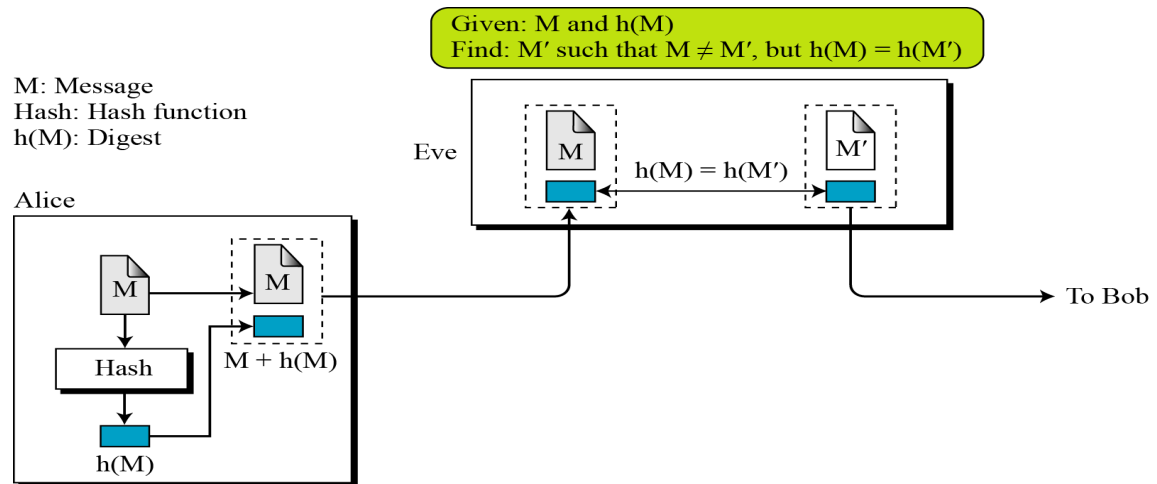 Given: M and h(M)
Find: M′ such that M ≠ M′, but h(M) = h(M′)
M: Message
Hash: Hash function
h(M): Digest
Eve
M
M′
h(M) = h(M′)
Alice
M
M
Hash
M + h(M)
h(M)
To Bob